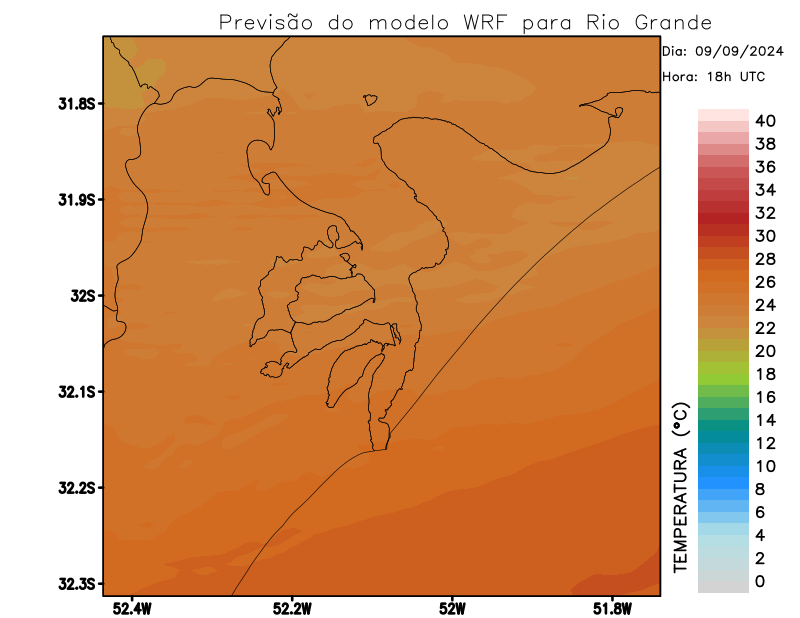 Previsão do modelo WRF para Rio Grande
Dia: 09/09/2024
Hora: 18h UTC
31.8S
31.9S
32S
32.1S
32.2S
32.3S
52.4W
52.2W
52W
51.8W
TEMPERATURA (°C)
40
38
36
34
32
30
28
26
24
22
20
18
16
14
12
10
8
6
4
2
0